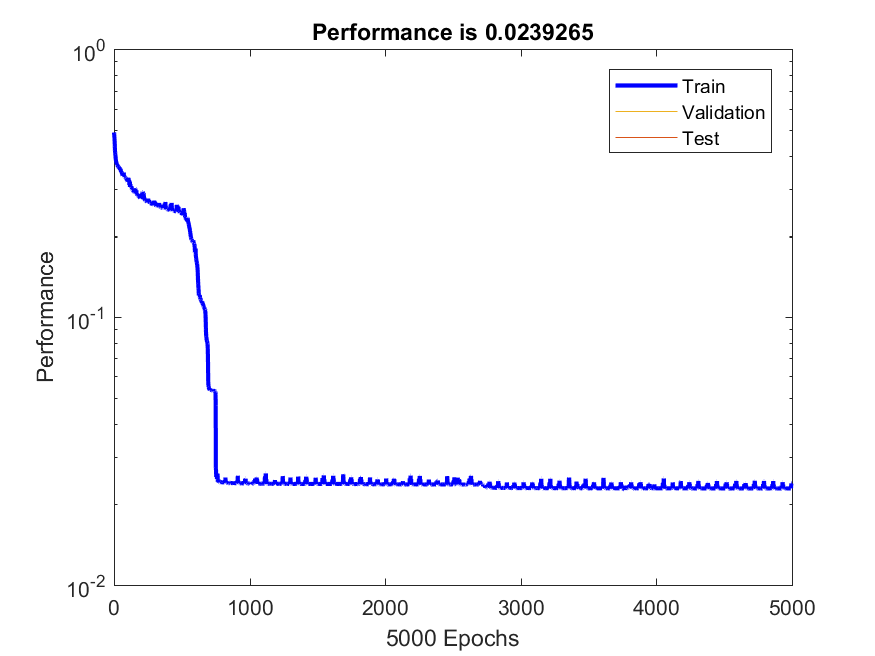 Performance is 0.0239265
Train
Validation
Test
Performance
10^0
10^-1
10^-2
0 1000 2000 3000 4000 5000
5000 Epochs